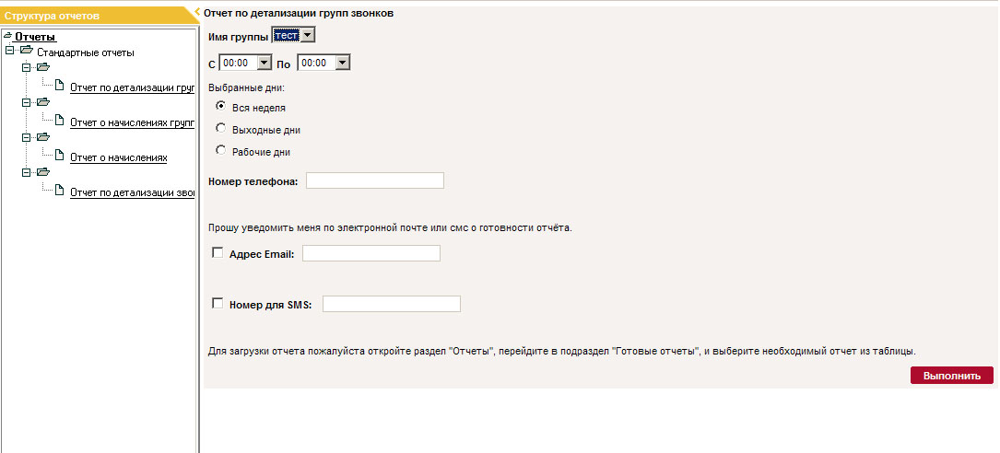 Структура отчетов
Отчеты
Стандартные отчеты
Отчет по детализации груп
Отчет о начислениях групп
Отчет о начислениях
Отчет по детализации зво
Отчет по детализации групп звонков
Имя группы тест
С 00:00 По 00:00
Выбранные дни:
Вся неделя
Выходные дни
Рабочие дни
Номер телефона:
Прошу уведомить меня по электронной почте или смс о готовности отчёта.
Адрес Email:
Номер для SMS:
Для загрузки отчета пожалуйста откройте раздел "Отчеты", перейдите в подраздел "Готовые отчеты", и выберите необходимый отчет из таблицы.
Выполнить